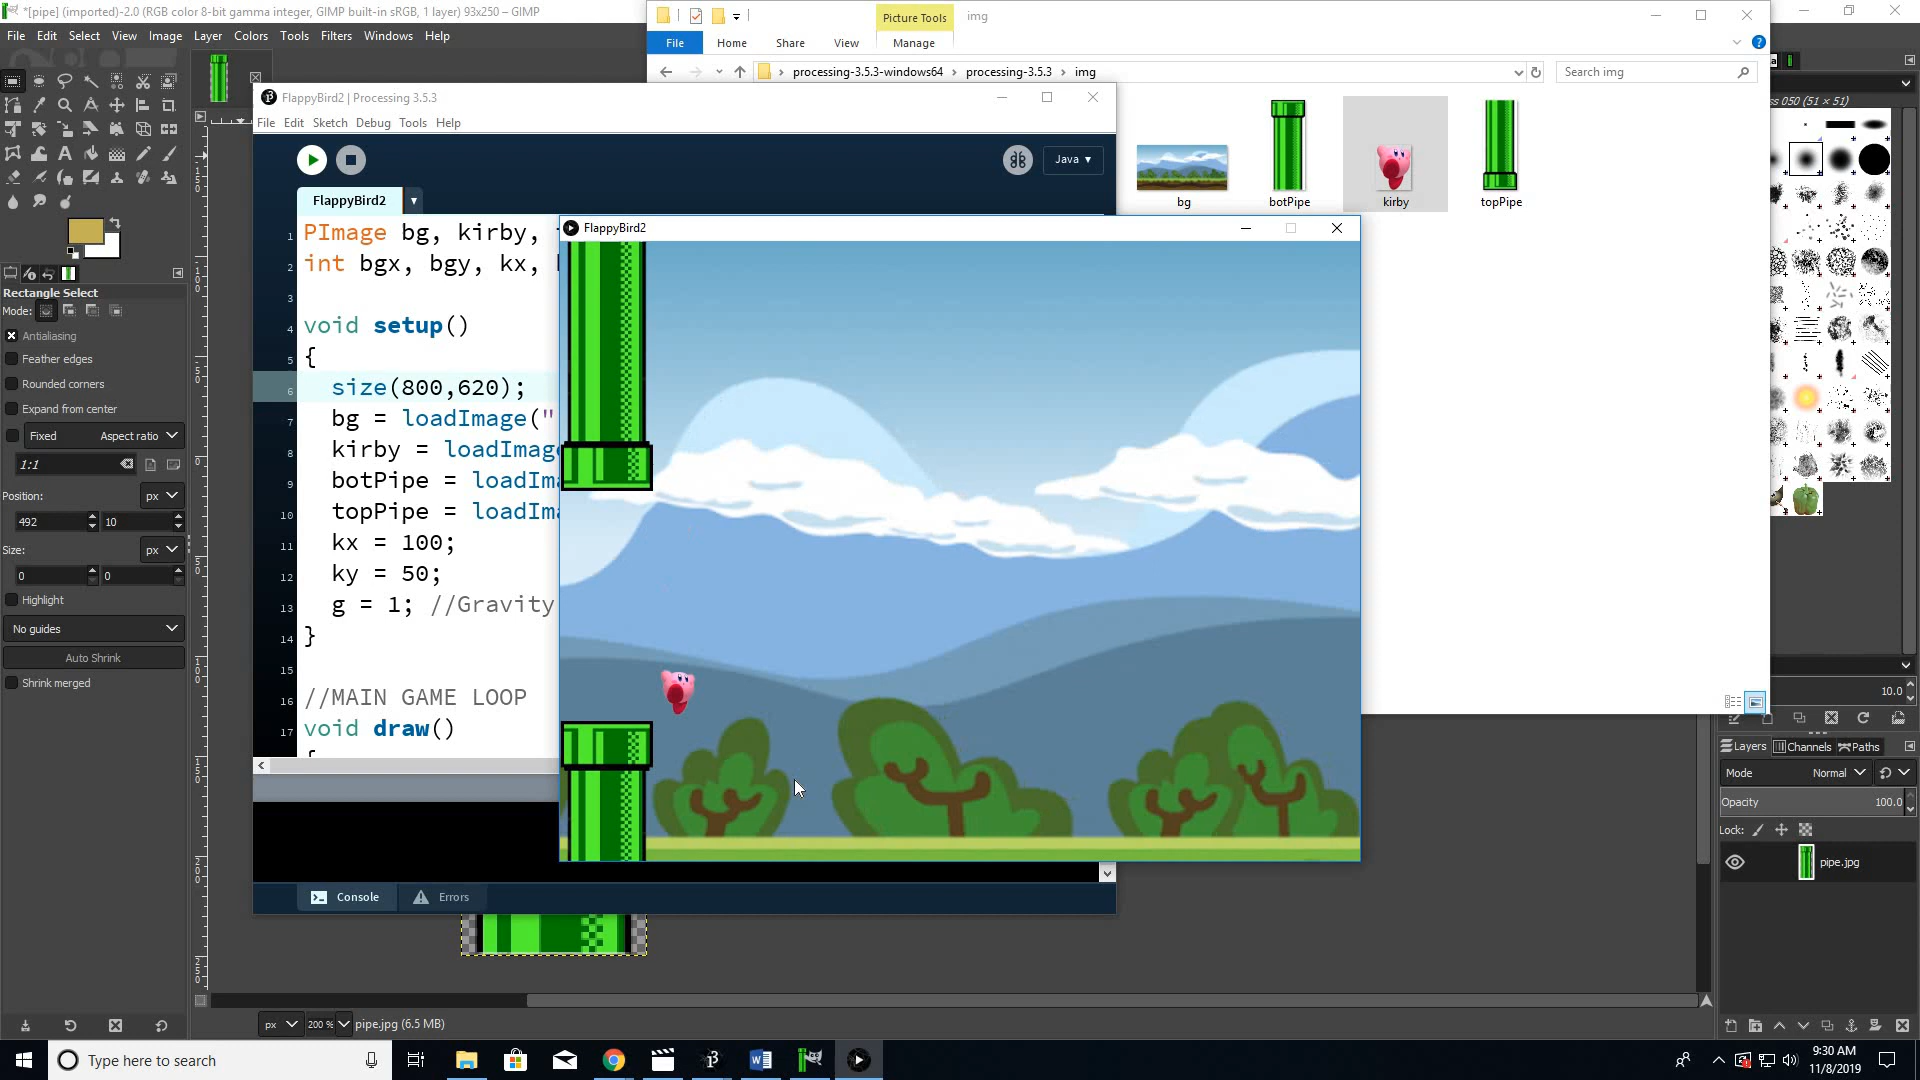 *[pipe] (imported)-2.0 (RGB color 8-bit gamma integer, GIMP built-in sRGB, 1 layer) 93x250 – GIMP
File Edit Select View Image Layer Colors Tools Filters Windows Help
Picture Tools
img
File Home Share View Manage
processing-3.5.3-windows64 processing-3.5.3 img
Search img
bg
botPipe
kirby
topPipe
FlappyBird2 | Processing 3.5.3
File Edit Sketch Debug Tools Help
Java
FlappyBird2
1 PImage bg, kirby,
2 int bgx, bgy, kx,
3
4 void setup()
5 {
6 size(800,620);
7 bg = loadImage("
8 kirby = loadImage
9 botPipe =
10 topPipe =
11 kx = 100;
12 ky = 50;
13 g = 1; //Gravity
14 }
15
16 //MAIN GAME LOOP
17 void draw()
{
Console
Errors
FlappyBird2
Rectangle Select
Mode:
Antialiasing
Feather edges
Rounded corners
Expand from center
Fixed Aspect ratio
1:1
Position: px
492 10
Size: px
0 0
Highlight
No guides
Auto Shrink
Shrink merged
px 200 % pipe.jpg (6.5 MB)
050 (51 × 51)
10.0
Layers Channels Paths
Mode Normal
Opacity 100.0
Lock:
pipe.jpg
Type here to search
9:30 AM
11/8/2019